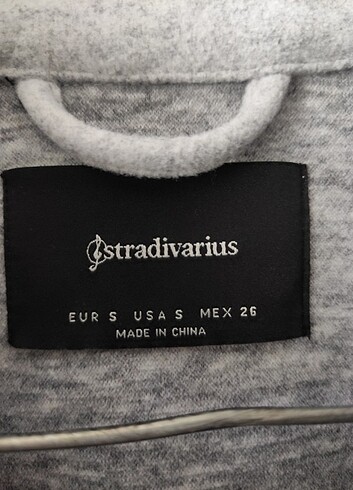 stradivarius
EUR S USA S MEX 26
MADE IN CHINA